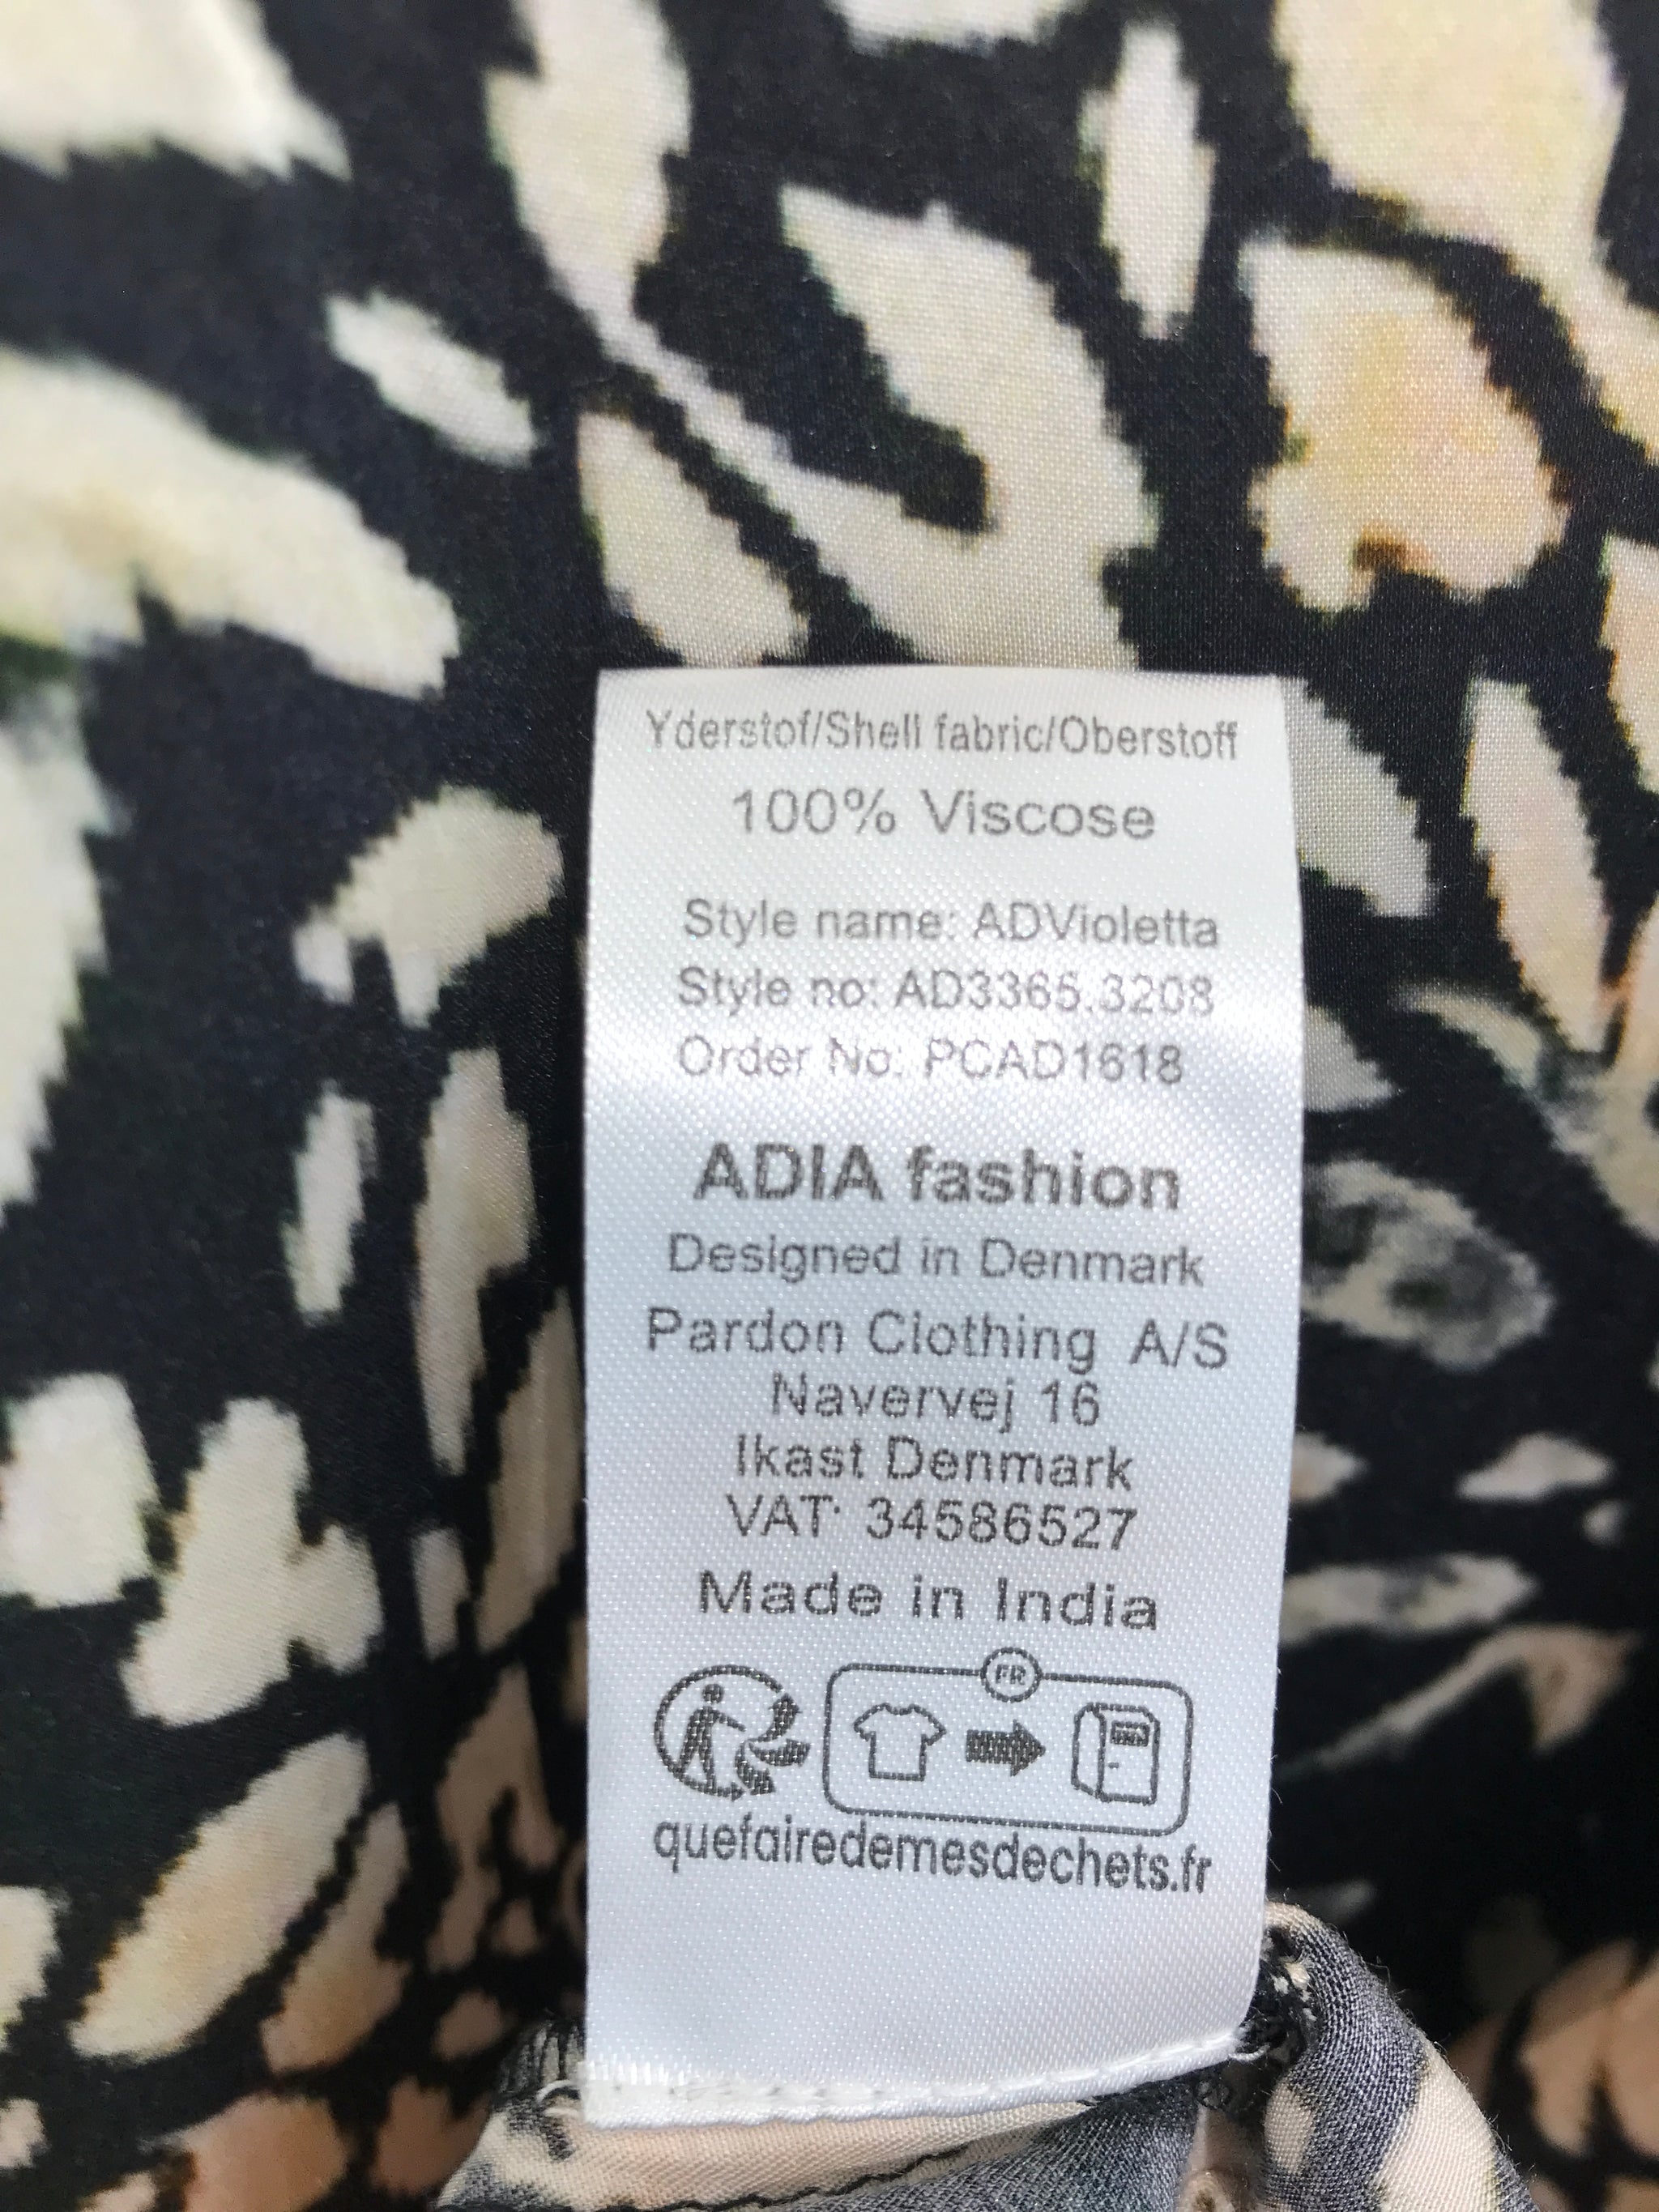 Yderstof/Shell fabric/Oberstoff
100% Viscose
Style name: ADVioletta
Style no: AD3365.3208
Order No: PCAD1618
ADIA fashion
Designed in Denmark
Pardon Clothing A/S
Navervej 16
Ikast Denmark
VAT: 34586527
Made in India
FR
quefairedemesdechets.fr